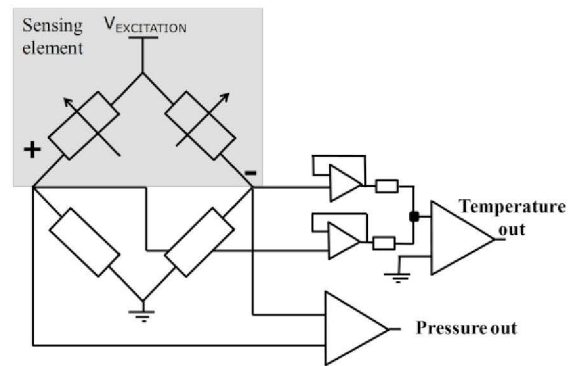 Sensing
element
VEXCITATION
+
-
Temperature
out
Pressure out